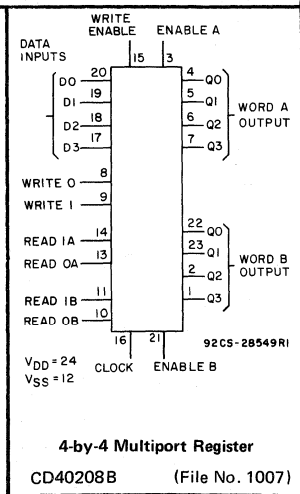 WRITE ENABLE
ENABLE A
DATA INPUTS
15 3
D0 20
D1 19
D2 18
D3 17
4 Q0
5 Q1
6 Q2
7 Q3
WORD A OUTPUT
WRITE 0 8
WRITE 1 9
READ 1A 14
READ 0A 13
READ 1B 11
READ 0B 10
22 Q0
23 Q1
2 Q2
1 Q3
WORD B OUTPUT
92CS-28549R1
16 21
CLOCK ENABLE B
VDD = 24
VSS = 12
4-by-4 Multiport Register
CD40208B (File No. 1007)